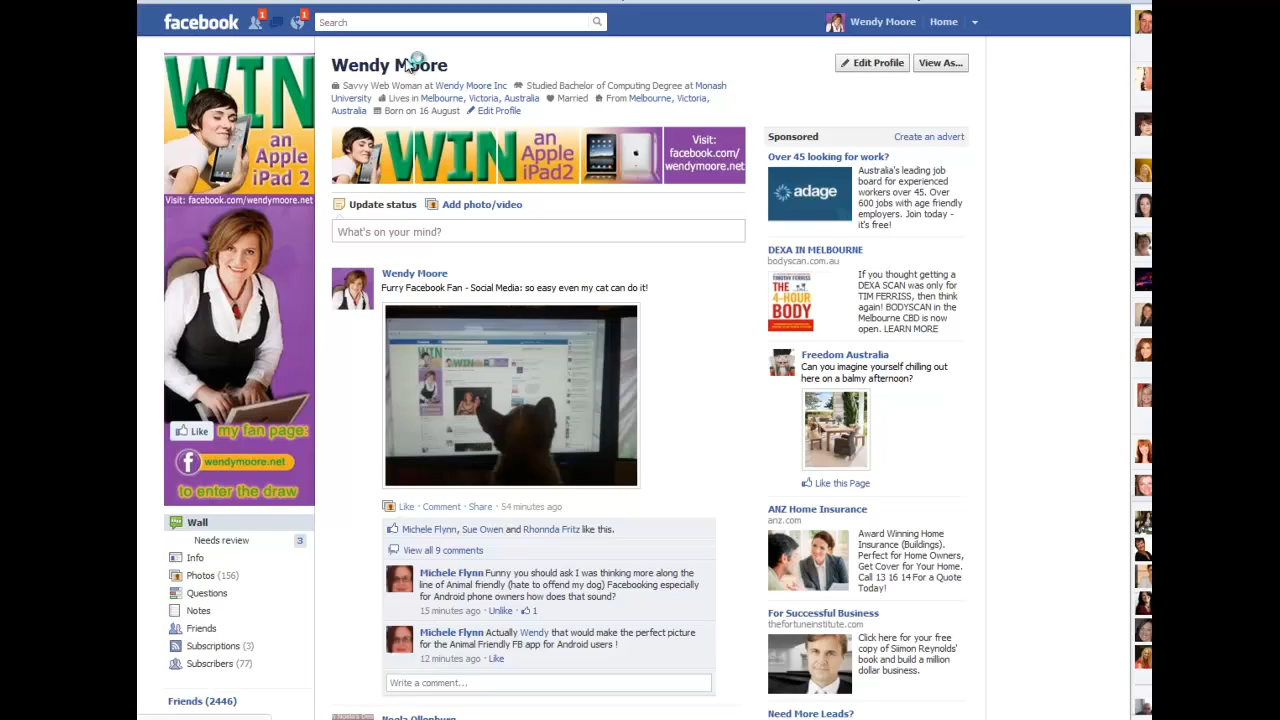 facebook
1
1
Search
Wendy Moore
Home
WIN
an
Apple
iPad 2
Visit: facebook.com/wendymoore.net
Like
my fan page:
wendymoore.net
to enter the draw
Wall
Needs review 3
Info
Photos (156)
Questions
Notes
Friends
Subscriptions (3)
Subscribers (77)
Friends (2446)
Wendy Moore
Edit Profile
View As...
Savvy Web Woman at Wendy Moore Inc Studied Bachelor of Computing Degree at Monash
University Lives in Melbourne, Victoria, Australia Married From Melbourne, Victoria,
Australia Born on 16 August Edit Profile
WIN
an
Apple
iPad2
Visit:
facebook.com/
wendymoore.net
Update status Add photo/video
What's on your mind?
Wendy Moore
Furry Facebook Fan - Social Media: so easy even my cat can do it!
Like · Comment · Share · 54 minutes ago
Michele Flynn, Sue Owen and Rhonnda Fritz like this.
View all 9 comments
Michele Flynn Funny you should ask I was thinking more along the
line of Animal friendly (hate to offend my dog) Facebooking especially
for Android phone owners how does that sound?
15 minutes ago · Unlike · 1
Michele Flynn Actually Wendy that would make the perfect picture
for the Animal Friendly FB app for Android users !
12 minutes ago · Like
Write a comment...
Neela Ollenburg
Sponsored
Create an advert
Over 45 looking for work?
adage
Australia's leading job
board for experienced
workers over 45. Over
600 jobs with age friendly
employers. Join today -
it's free!
DEXA IN MELBOURNE
bodyscan.com.au
TIMOTHY FERRISS
THE
4-HOUR
BODY
If you thought getting a
DEXA SCAN was only for
TIM FERRISS, then think
again! BODYSCAN in the
Melbourne CBD is now
open. LEARN MORE
Freedom Australia
Can you imagine yourself chilling out
here on a balmy afternoon?
Like this Page
ANZ Home Insurance
anz.com
Award Winning Home
Insurance (Buildings).
Perfect for Home Owners,
Get Cover for Your Home.
Call 13 16 14 For a Quote
Today!
For Successful Business
thefortuneinstitute.com
Click here for your free
copy of Siimon Reynolds'
book and build a million
dollar business.
Need More Leads?